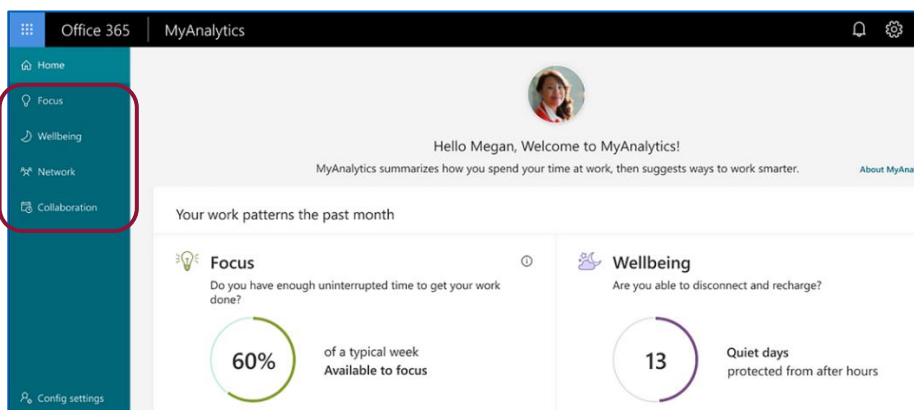 Office 365 MyAnalytics
Home
Focus
Wellbeing
Network
Collaboration
Config settings
Hello Megan, Welcome to MyAnalytics!
MyAnalytics summarizes how you spend your time at work, then suggests ways to work smarter.
About MyAna
Your work patterns the past month
Focus
Do you have enough uninterrupted time to get your work
done?
60%
of a typical week
Available to focus
Wellbeing
Are you able to disconnect and recharge?
13
Quiet days
protected from after hours